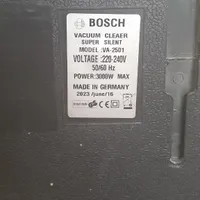 BOSCH
VACUUM CLEAER
SUPER SILENT
MODEL:VA-2501
VOLTAGE:220-240V
50/60 Hz
POWER:3800W MAX
MADE IN GERMANY
2023/june/16